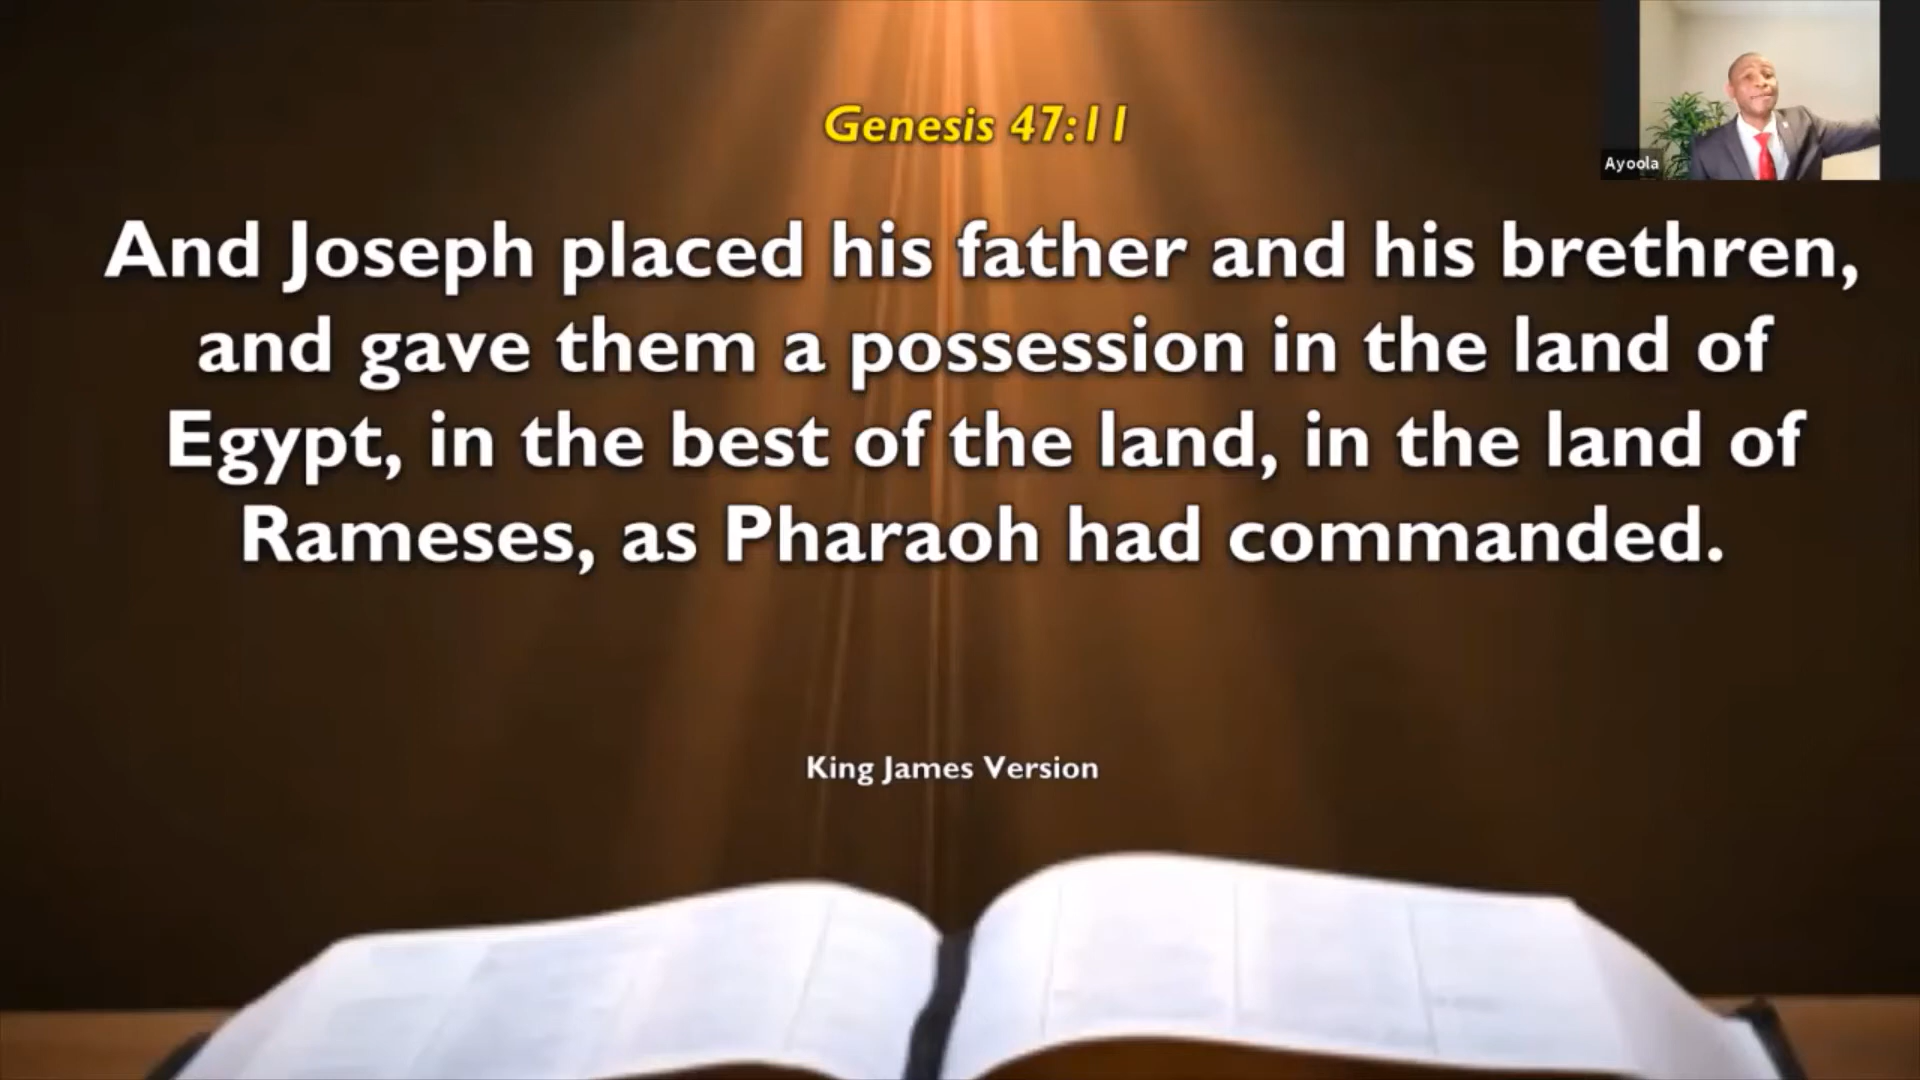 Genesis 47:11
Ayoola
And Joseph placed his father and his brethren,
and gave them a possession in the land of
Egypt, in the best of the land, in the land of
Rameses, as Pharaoh had commanded.
King James Version